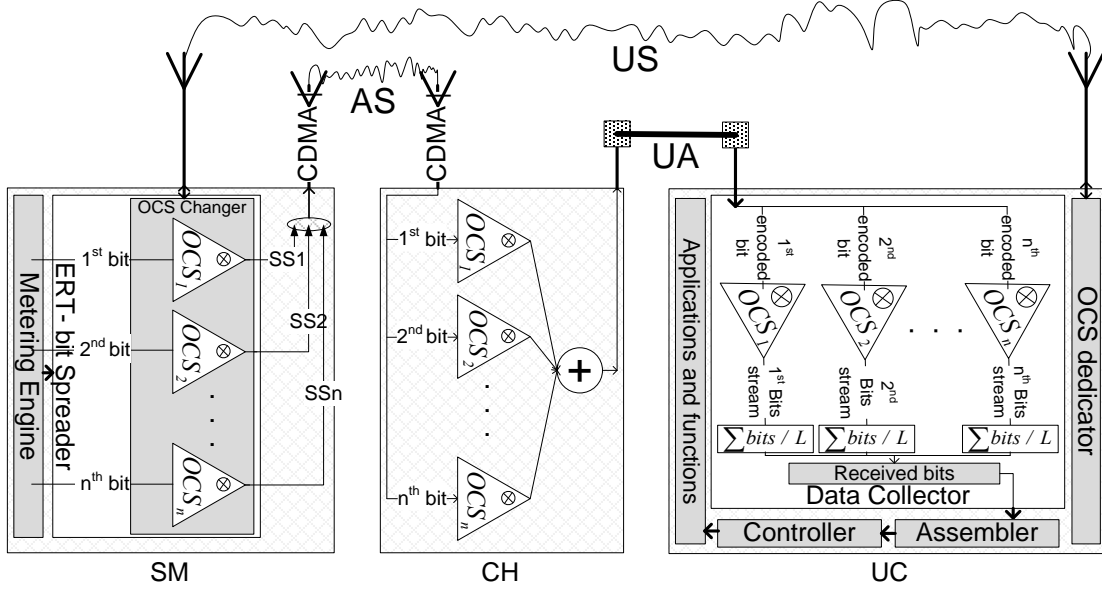 US
AS
CDMA
CDMA
UA
OCS Changer
Metering Engine
ERT- bit Spreader
1st bit
OCS1
SS1
2nd bit
OCS2
SS2
SSn
nth bit
OCSn
SM
1st bit
OCS1
2nd bit
OCS2
nth bit
OCSn
+
CH
Applications and functions
1st
encoded
bit
2nd
encoded
bit
nth
encoded
bit
OCS1
OCS2
. . . .
OCSn
1st Bits
stream
2nd
Bits
stream
nth Bits
stream
∑bits / L
∑bits / L
∑bits / L
Received bits
Data Collector
Controller
Assembler
OCS dedicator
UC